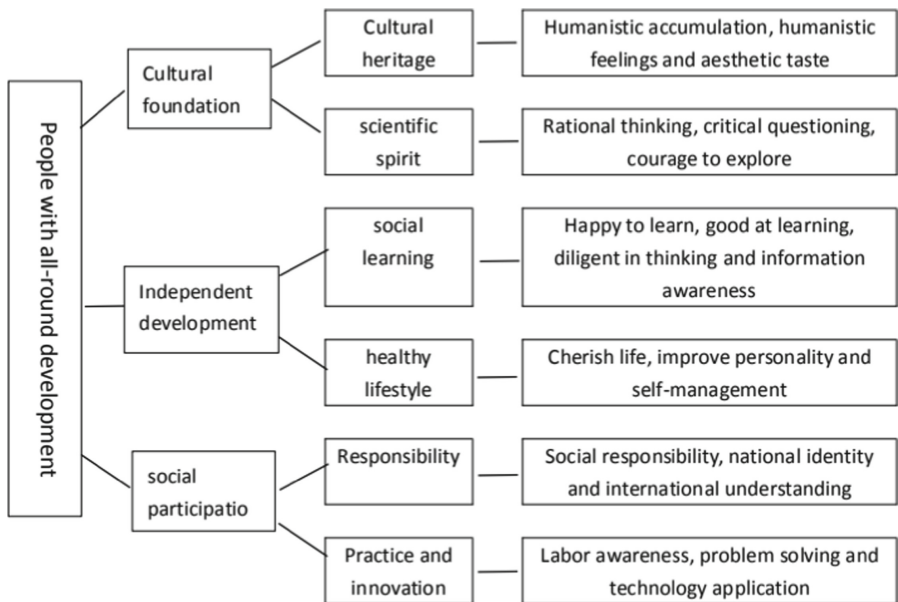 People with all-round development
Cultural
foundation
Cultural
heritage
Humanistic accumulation, humanistic
feelings and aesthetic taste
scientific
spirit
Rational thinking, critical questioning,
courage to explore
Independent
development
social
learning
Happy to learn, good at learning,
diligent in thinking and information
awareness
healthy
lifestyle
Cherish life, improve personality and
self-management
social
participatio
Responsibility
Social responsibility, national identity
and international understanding
Practice and
innovation
Labor awareness, problem solving and
technology application